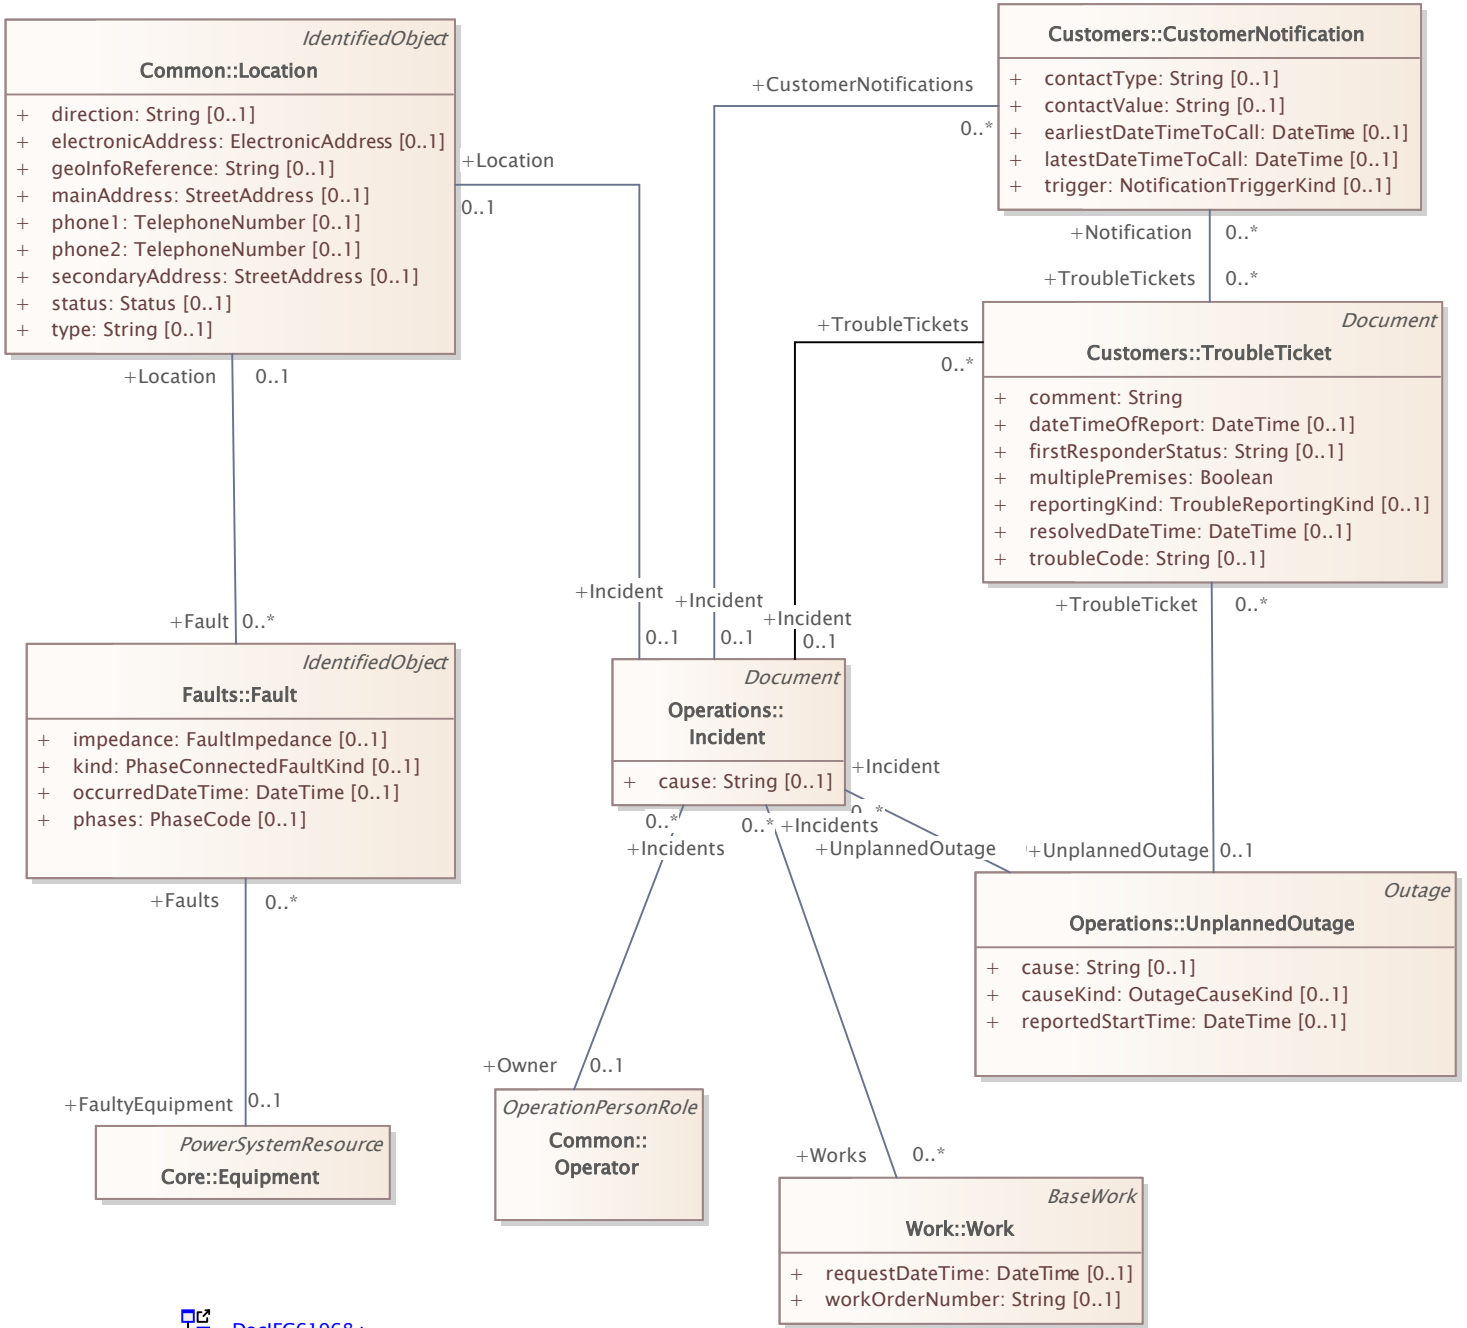 IdentifiedObject
Common::Location
+ direction: String [0..1]
+ electronicAddress: ElectronicAddress [0..1]
+ geoInfoReference: String [0..1]
+ mainAddress: StreetAddress [0..1]
+ phone1: TelephoneNumber [0..1]
+ phone2: TelephoneNumber [0..1]
+ secondaryAddress: StreetAddress [0..1]
+ status: Status [0..1]
+ type: String [0..1]
+Location
0..1
Customers::CustomerNotification
+ contactType: String [0..1]
+ contactValue: String [0..1]
+ earliestDateTimeToCall: DateTime [0..1]
+ latestDateTimeToCall: DateTime [0..1]
+ trigger: NotificationTriggerKind [0..1]
+CustomerNotifications
0..*
+Notification 0..*
+TroubleTickets 0..*
Document
Customers::TroubleTicket
+ comment: String
+ dateTimeOfReport: DateTime [0..1]
+ firstResponderStatus: String [0..1]
+ multiplePremises: Boolean
+ reportingKind: TroubleReportingKind [0..1]
+ resolvedDateTime: DateTime [0..1]
+ troubleCode: String [0..1]
+TroubleTickets
0..*
+Location 0..1
+Fault 0..*
+Incident
0..1
+Incident
0..1
+Incident
0..1
+TroubleTicket 0..*
IdentifiedObject
Faults::Fault
+ impedance: FaultImpedance [0..1]
+ kind: PhaseConnectedFaultKind [0..1]
+ occurredDateTime: DateTime [0..1]
+ phases: PhaseCode [0..1]
Document
Operations::
Incident
+ cause: String [0..1]
+Incident
0..*
+UnplannedOutage
0..*
+Incidents
0..* +Incidents
+UnplannedOutage 0..1
Outage
Operations::UnplannedOutage
+ cause: String [0..1]
+ causeKind: OutageCauseKind [0..1]
+ reportedStartTime: DateTime [0..1]
+Faults 0..*
+FaultyEquipment 0..1
PowerSystemResource
Core::Equipment
+Owner 0..1
OperationPersonRole
Common::
Operator
+Works 0..*
BaseWork
Work::Work
+ requestDateTime: DateTime [0..1]
+ workOrderNumber: String [0..1]